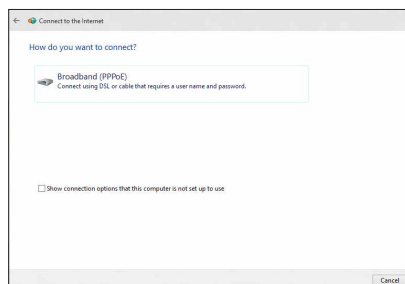 Connect to the Internet
How do you want to connect?
Broadband (PPPoE)
Connect using DSL or cable that requires a user name and password.
Show connection options that this computer is not set up to use
Cancel